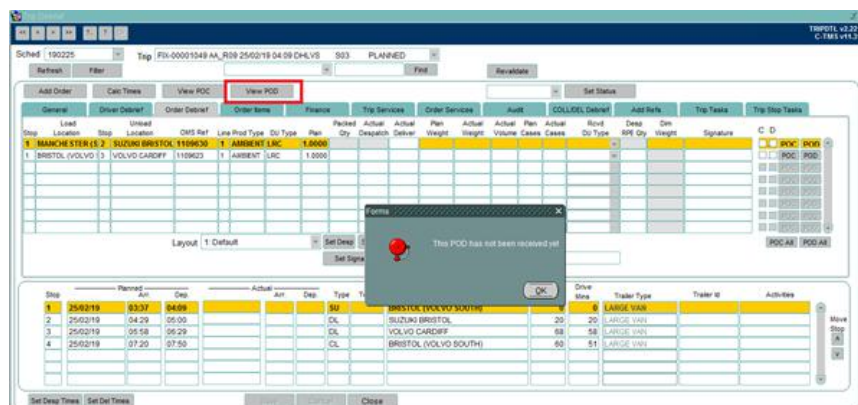 TRIPDTL v2.22
C-TMS v11.3
Sched 190225 Trip FIX-00001049 AA_R09 25/02/19 04:09 DHLVS S03 PLANNED
Refresh Filter Find Revalidate
Add Order Calc Times View POC View POD Set Status
General Driver Debrief Order Debrief Order Items Finance Trip Services Order Services Audit COLL/DEL Debrief Add Refs Trip Tasks Trip Stop Tasks
Load Unload Packed Actual Actual Plan Actual Actual Plan Actual Rcvd Desp Dim
Stop Location Stop Location OMS Ref Line Prod Type DU Type Plan Qty Despatch Deliver Weight Weight Volume Cases Cases DU Type RPE Qty Weight Signature C D
1 MANCHESTER (S 2 SUZUKI BRISTOL 1109630 1 AMBIENT LRC 1.0000 POC POD
1 BRISTOL (VOLVO 3 VOLVO CARDIFF 1109623 1 AMBIENT LRC 1.0000 POC POD
POC POD
POC POD
POC POD
POC POD
Forms
This POD has not been received yet
OK
Layout 1: Default Set Desp POC All POD All
Planned Actual Drive
Stop Arr. Dep. Arr. Dep. Type Mins Trailer Type Trailer Id Activities
1 25/02/19 03:37 04:09 SU BRISTOL (VOLVO SOUTH) 0 0 LARGE VAN
2 25/02/19 04:29 05:00 DL SUZUKI BRISTOL 20 20 LARGE VAN
3 25/02/19 05:58 06:29 DL VOLVO CARDIFF 68 58 LARGE VAN
4 25/02/19 07:20 07:50 CL BRISTOL (VOLVO SOUTH) 60 51 LARGE VAN
Move
Stop
Set Desp Times Set Del Times Close